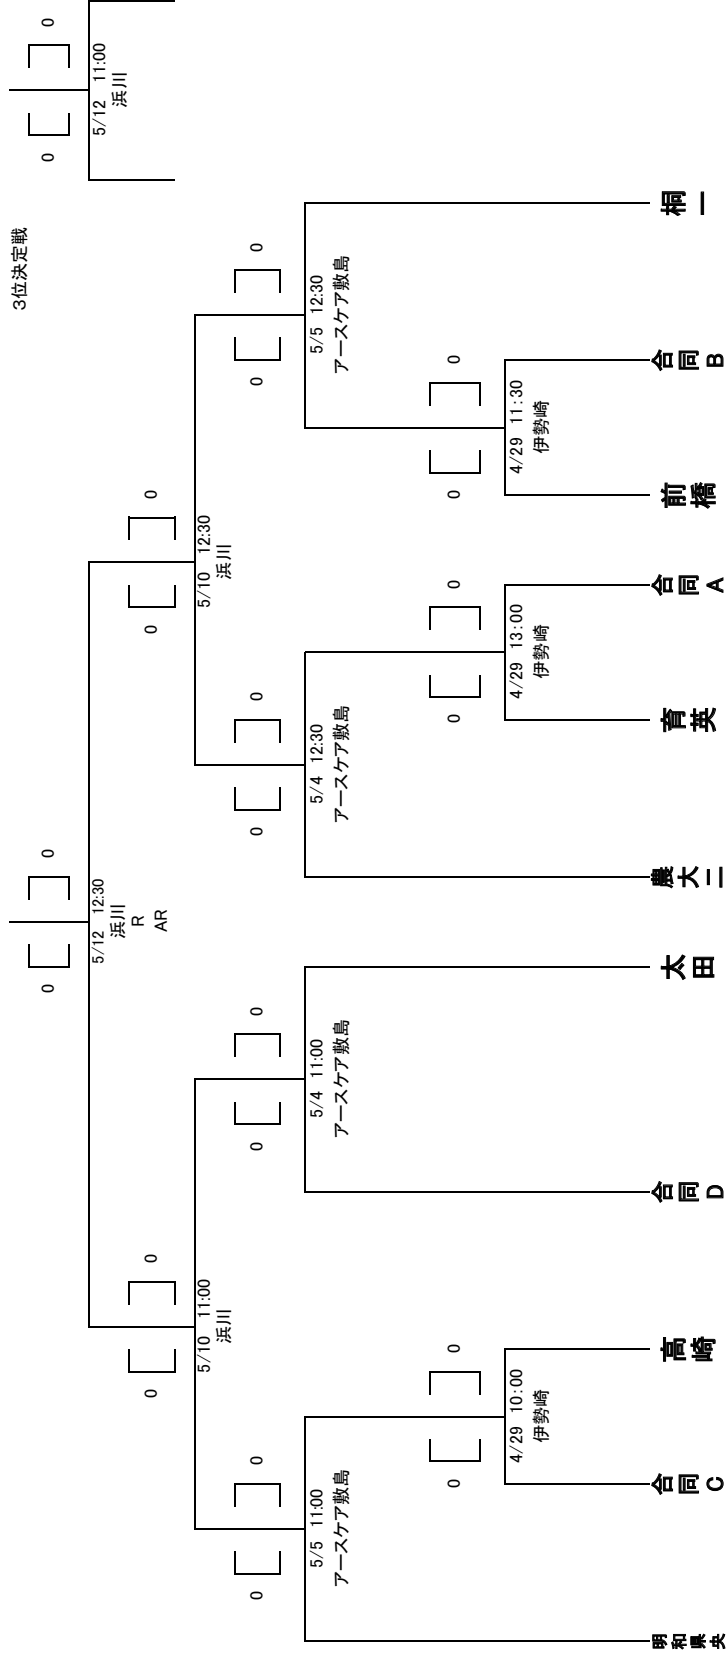 3位決定戦
0 0
0 0
5/12 12:30
浜川
R
AR
5/12 11:00
浜川
0 0
0 0
5/10 11:00
浜川
5/10 12:30
浜川
0 0
0 0
0 0
0 0
5/5 11:00
アースケア敷島
5/4 11:00
アースケア敷島
5/4 12:30
アースケア敷島
5/5 12:30
アースケア敷島
0 0
0 0
0 0
4/29 10:00
伊勢崎
4/29 13:00
伊勢崎
4/29 11:30
伊勢崎
明和県央
合同C
高崎
合同D
太田
農大二
育英
合同A
前橋
合同B
桐一